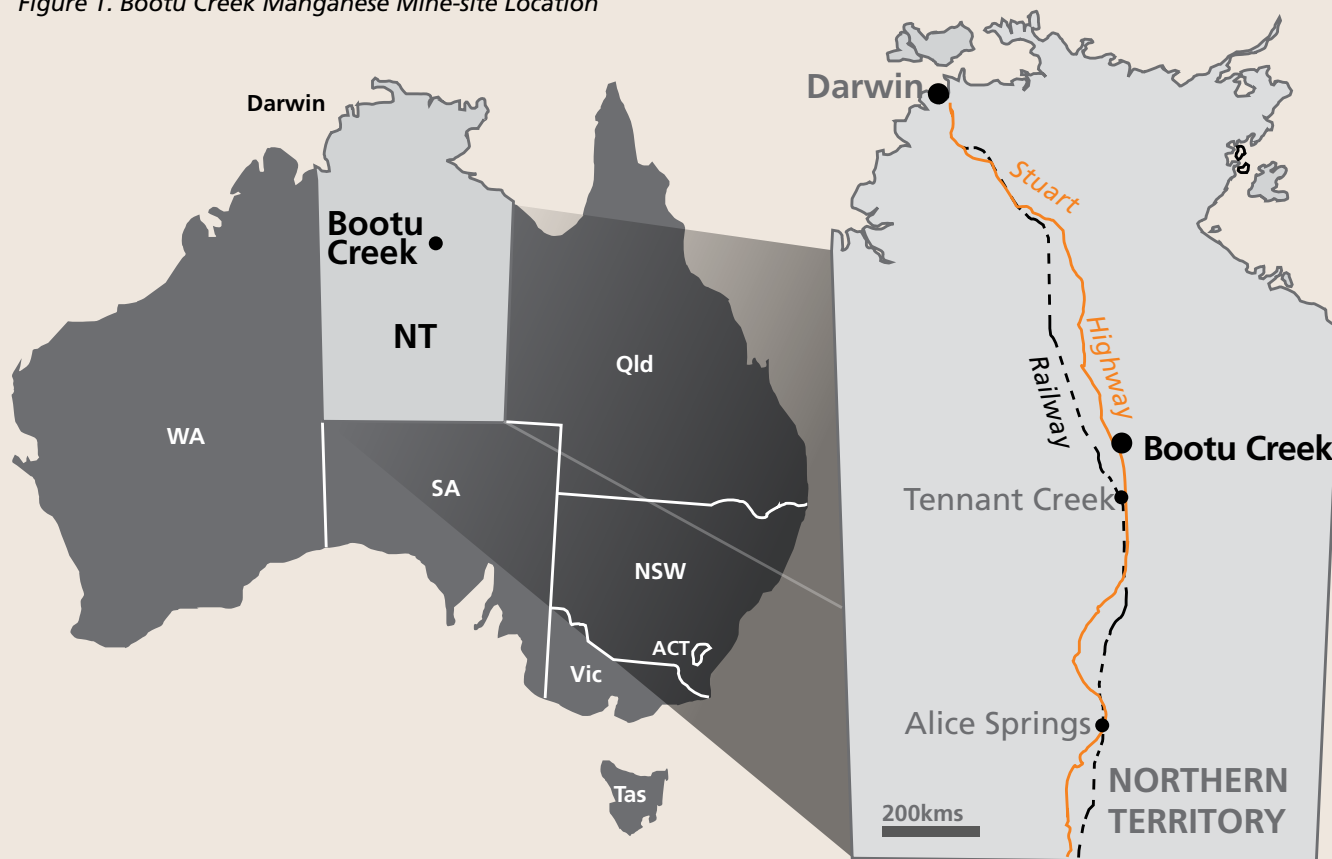 Figure 1. Bootu Creek Manganese Mine-site Location
Darwin
Bootu
Creek
NT
WA
SA
Qld
NSW
ACT
Vic
Tas
Darwin
Stuart
Highway
Railway
Bootu Creek
Tennant Creek
Alice Springs
NORTHERN
TERRITORY
200kms